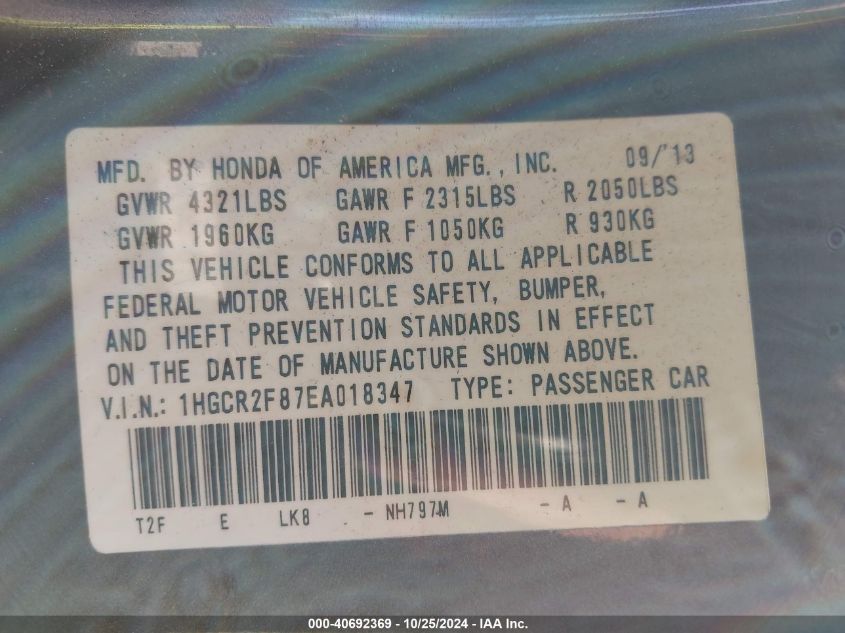 MFD. BY HONDA OF AMERICA MFG., INC. 09/'13
GVWR 4321LBS GAWR F 2315LBS R 2050LBS
GVWR 1960KG GAWR F 1050KG R 930KG
THIS VEHICLE CONFORMS TO ALL APPLICABLE
FEDERAL MOTOR VEHICLE SAFETY, BUMPER,
AND THEFT PREVENTION STANDARDS IN EFFECT
ON THE DATE OF MANUFACTURE SHOWN ABOVE.
V.I.N.: 1HGCR2F87EA018347 TYPE: PASSENGER CAR
T2F E LK8 - NH797M - A - A
000-40692369 - 10/25/2024 - IAA Inc.